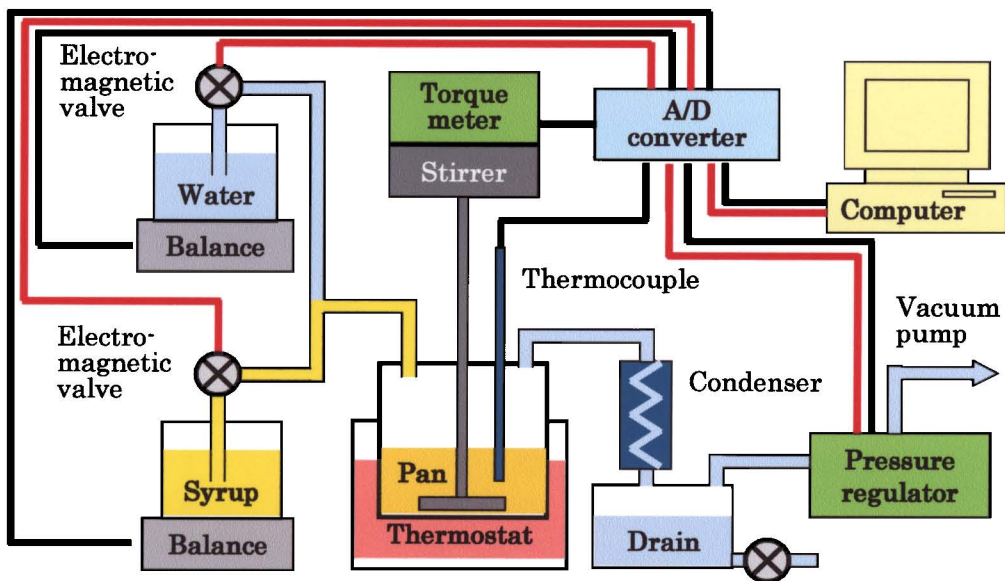 Electro-
magnetic
valve
Water
Balance
Torque
meter
Stirrer
A/D
converter
Computer
Thermocouple
Electro-
magnetic
valve
Syrup
Balance
Pan
Thermostat
Condenser
Drain
Vacuum
pump
Pressure
regulator